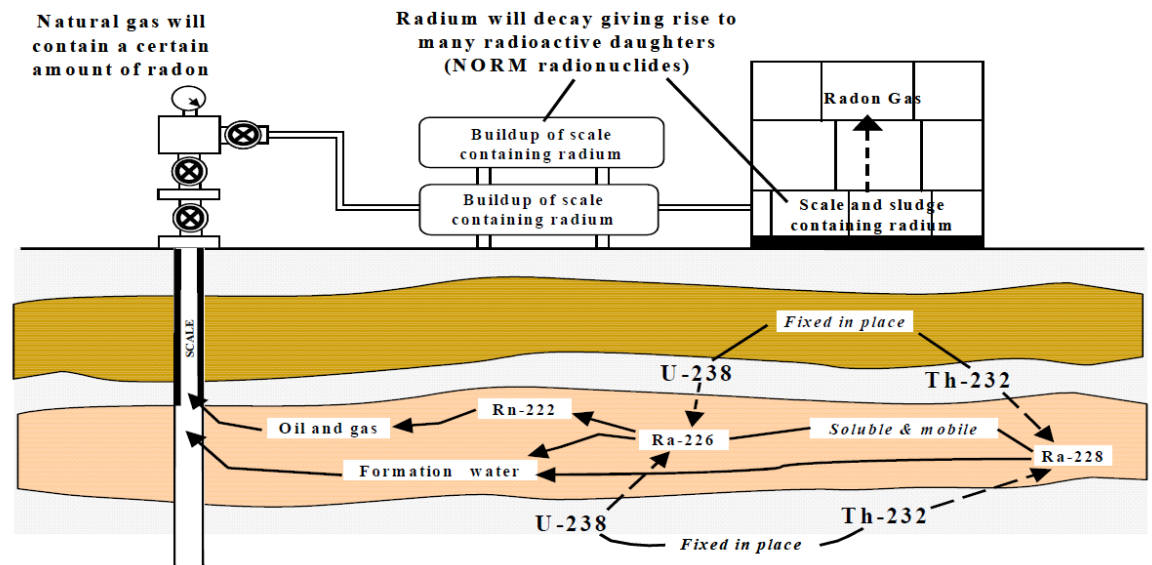 Natural gas will
contain a certain
amount of radon
Radium will decay giving rise to
many radioactive daughters
(NORM radionuclides)
Radon Gas
Buildup of scale
containing radium
Buildup of scale
containing radium
Scale and sludge
containing radium
SCALE
Fixed in place
U-238
Th-232
Rn-222
Oil and gas
Ra-226
Soluble & mobile
Ra-228
Formation water
U-238
Th-232
Fixed in place